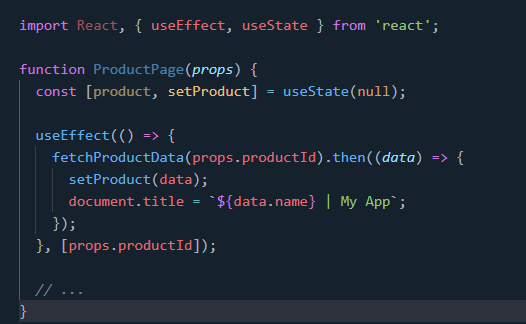 import React, { useEffect, useState } from 'react';
function ProductPage(props) {
const [product, setProduct] = useState(null);
useEffect(() => {
fetchProductData(props.productId).then((data) => {
setProduct(data);
document.title = `${data.name} | My App`;
});
}, [props.productId]);
// ...
}